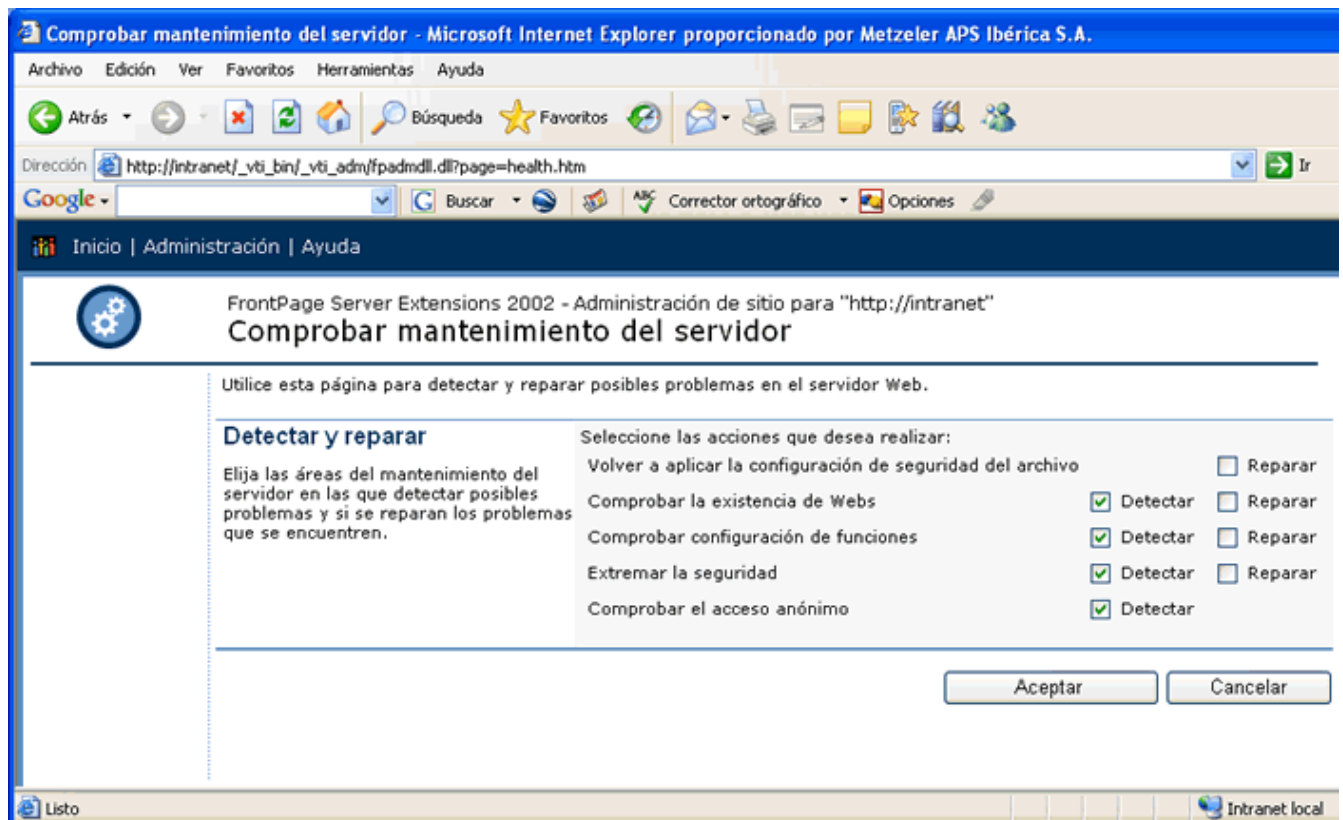 Comprobar mantenimiento del servidor - Microsoft Internet Explorer proporcionado por Metzeler APS Ibérica S.A.
Archivo Edición Ver Favoritos Herramientas Ayuda
Atrás Búsqueda Favoritos
Dirección http://intranet/_vti_bin/_vti_adm/fpadmdll.dll?page=health.htm Ir
Google Buscar ABC Corrector ortográfico Opciones
Inicio | Administración | Ayuda
FrontPage Server Extensions 2002 - Administración de sitio para "http://intranet"
Comprobar mantenimiento del servidor
Utilice esta página para detectar y reparar posibles problemas en el servidor Web.
Detectar y reparar
Elija las áreas del mantenimiento del
servidor en las que detectar posibles
problemas y si se reparan los problemas
que se encuentren.
Seleccione las acciones que desea realizar:
Volver a aplicar la configuración de seguridad del archivo Reparar
Comprobar la existencia de Webs Detectar Reparar
Comprobar configuración de funciones Detectar Reparar
Extremar la seguridad Detectar Reparar
Comprobar el acceso anónimo Detectar
Aceptar Cancelar
Listo Intranet local